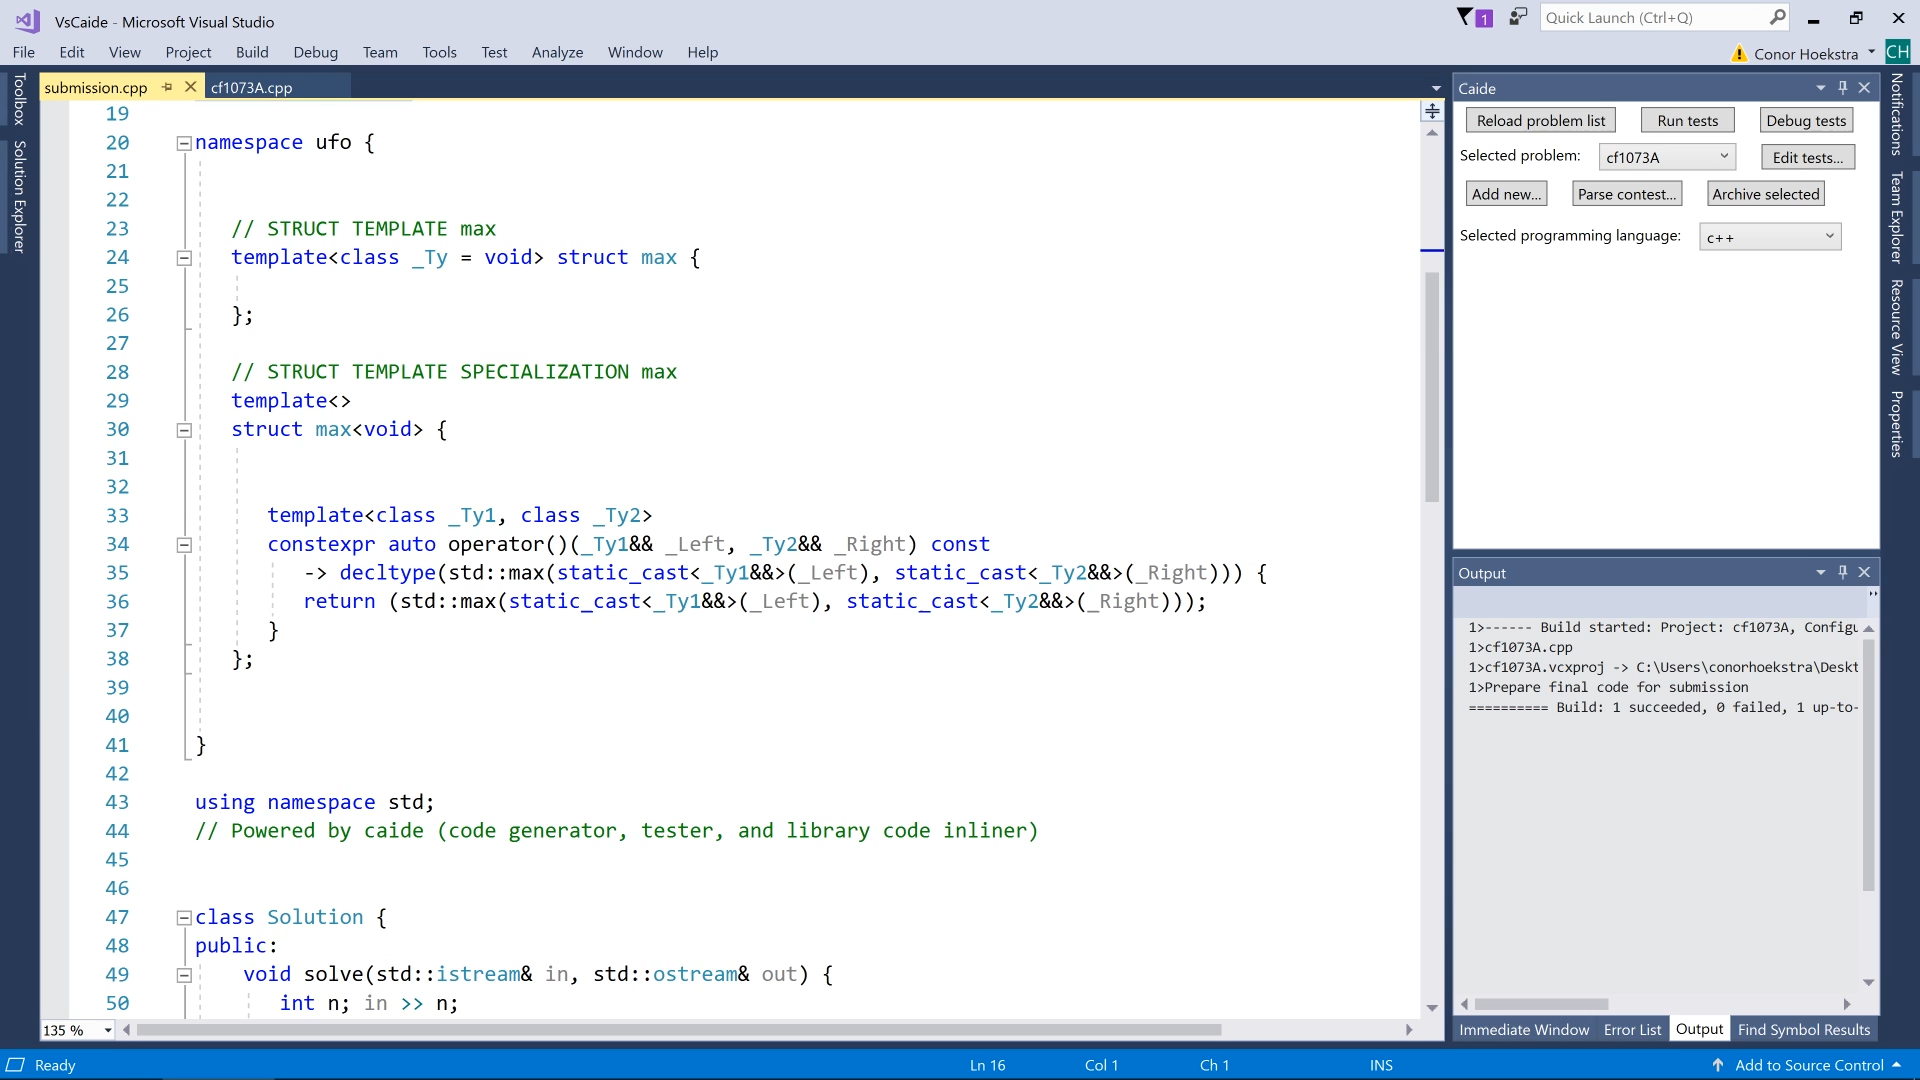 VsCaide - Microsoft Visual Studio
1
Quick Launch (Ctrl+Q)
File Edit View Project Build Debug Team Tools Test Analyze Window Help
Conor Hoekstra
CH
Toolbox
Solution Explorer
submission.cpp
cf1073A.cpp
19
20 namespace ufo {
21
22
23 // STRUCT TEMPLATE max
24 template<class _Ty = void> struct max {
25
26 };
27
28 // STRUCT TEMPLATE SPECIALIZATION max
29 template<>
30 struct max<void> {
31
32
33 template<class _Ty1, class _Ty2>
34 constexpr auto operator()(_Ty1&& _Left, _Ty2&& _Right) const
35 -> decltype(std::max(static_cast<_Ty1&&>(_Left), static_cast<_Ty2&&>(_Right))) {
36 return (std::max(static_cast<_Ty1&&>(_Left), static_cast<_Ty2&&>(_Right)));
37 }
38 };
39
40
41 }
42
43 using namespace std;
44 // Powered by caide (code generator, tester, and library code inliner)
45
46
47 class Solution {
48 public:
49 void solve(std::istream& in, std::ostream& out) {
50 int n; in >> n;
135 %
Caide
Reload problem list Run tests Debug tests
Selected problem: cf1073A Edit tests...
Add new... Parse contest... Archive selected
Selected programming language: c++
Output
1>------ Build started: Project: cf1073A, Configu
1>cf1073A.cpp
1>cf1073A.vcxproj -> C:\Users\conorhoekstra\Deskt
1>Prepare final code for submission
========== Build: 1 succeeded, 0 failed, 1 up-to-
Immediate Window Error List Output Find Symbol Results
Notifications
Team Explorer
Resource View
Properties
Ready Ln 16 Col 1 Ch 1 INS Add to Source Control